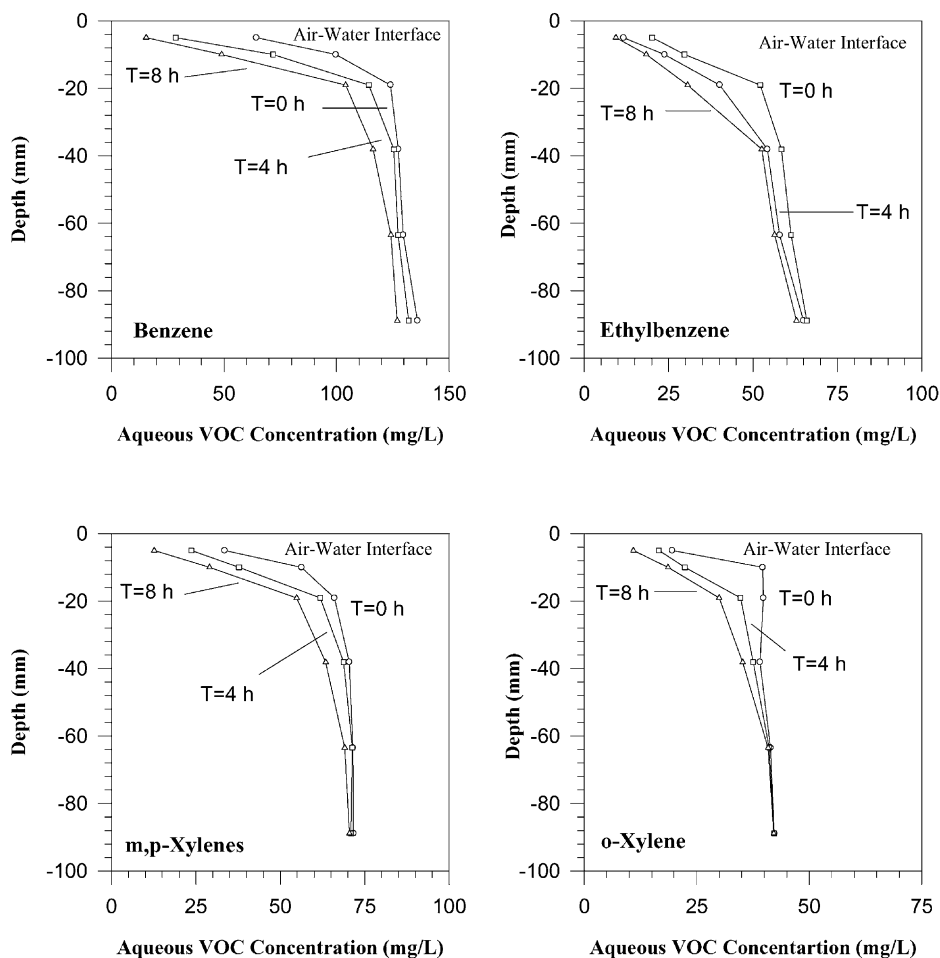 0
Air-Water Interface
T=8 h
-20
T=0 h
-40
T=4 h
-60
-80
Benzene
-100
0 50 100 150
Depth (mm)
Aqueous VOC Concentration (mg/L)
0
Air-Water Interface
-20
T=0 h
T=8 h
-40
T=4 h
-60
-80
Ethylbenzene
-100
0 25 50 75 100
Depth (mm)
Aqueous VOC Concentration (mg/L)
0
Air-Water Interface
T=8 h
-20
T=0 h
-40
T=4 h
-60
-80
m,p-Xylenes
-100
0 25 50 75 100
Depth (mm)
Aqueous VOC Concentration (mg/L)
0
Air-Water Interface
T=8 h
-20
T=0 h
-40
T=4 h
-60
-80
o-Xylene
-100
0 25 50 75
Depth (mm)
Aqueous VOC Concentartion (mg/L)